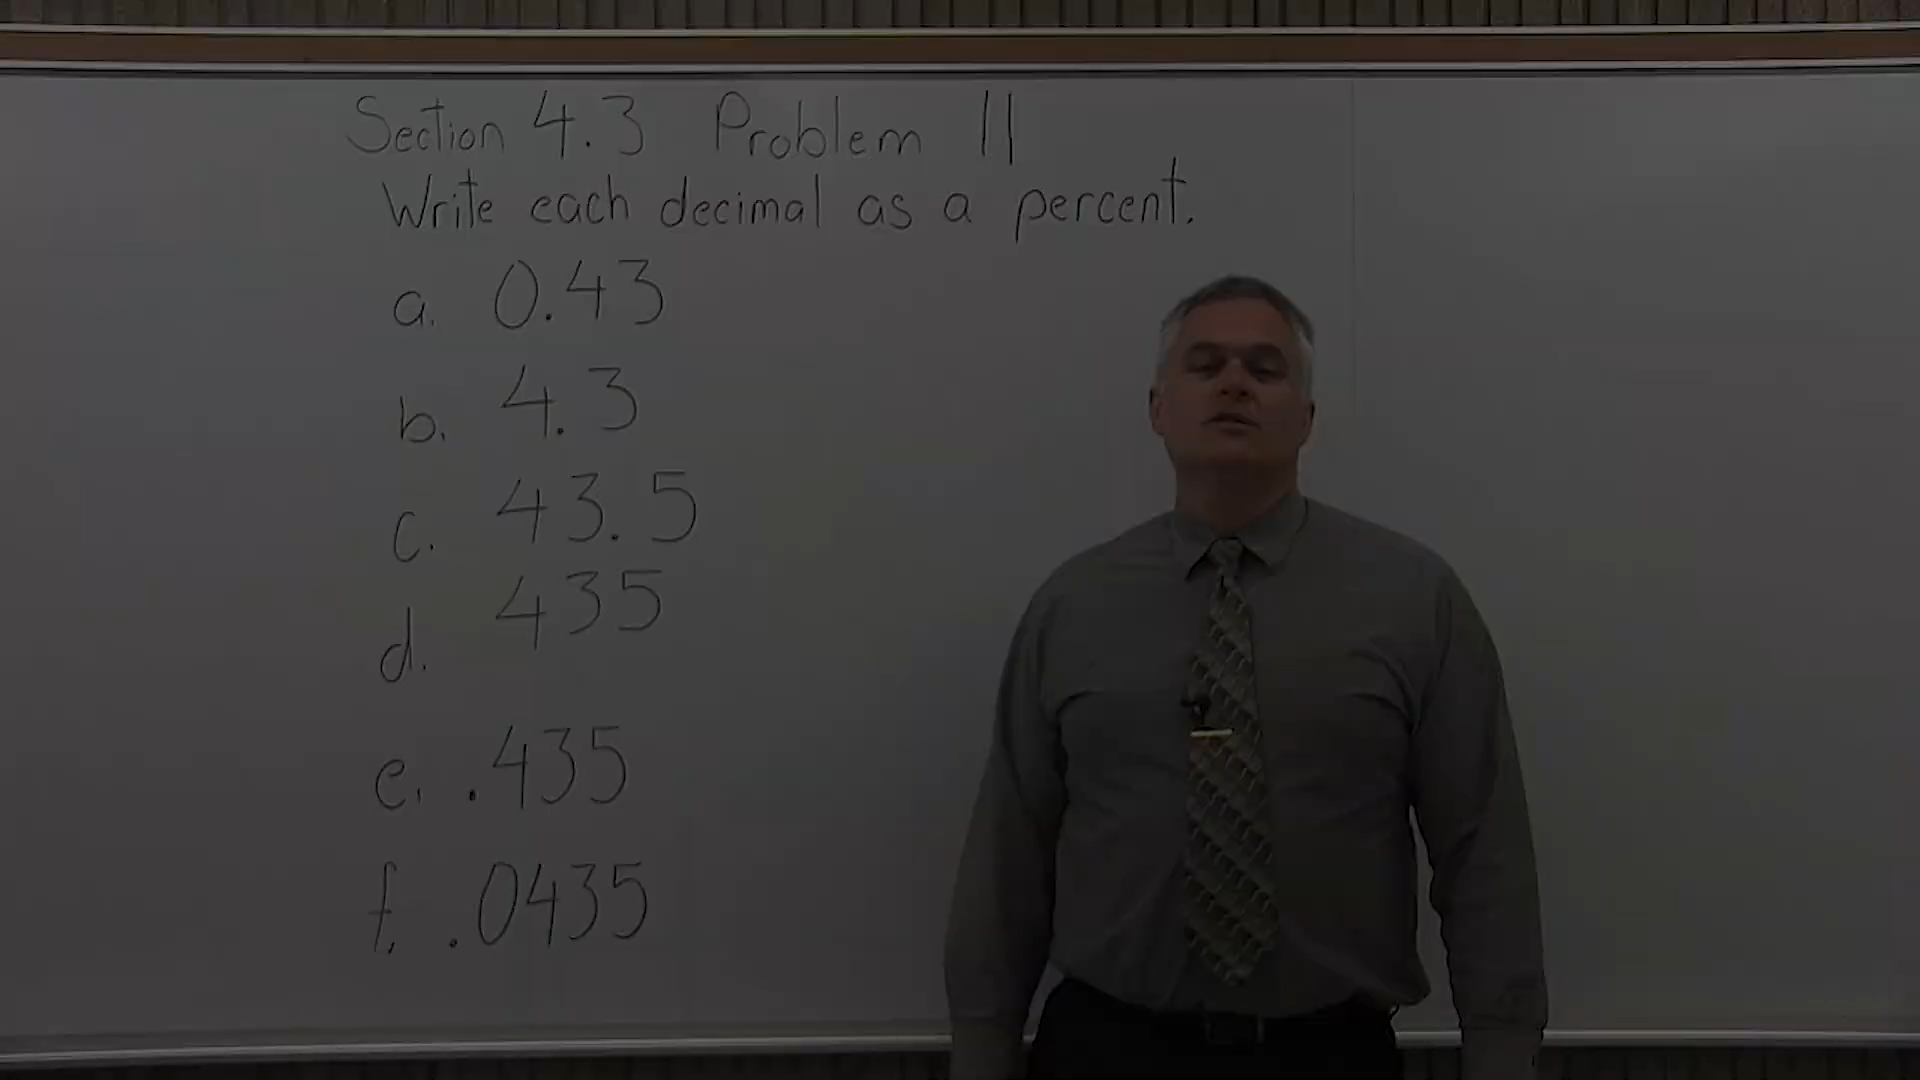 Section 4.3 Problem 11
Write each decimal as a percent.
a. 0.43
b. 4.3
c. 43.5
d. 435
e. .435
f. .0435